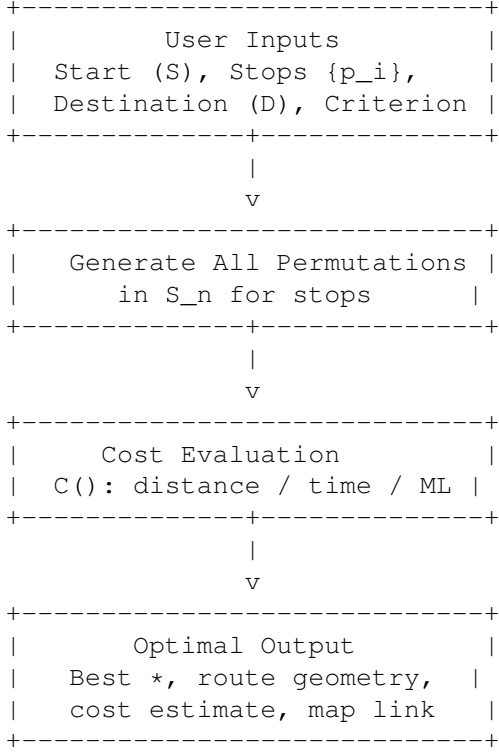 User Inputs
Start (S), Stops {p_i},
Destination (D), Criterion
Generate All Permutations
in S_n for stops
Cost Evaluation
C(): distance / time / ML
Optimal Output
Best *, route geometry,
cost estimate, map link